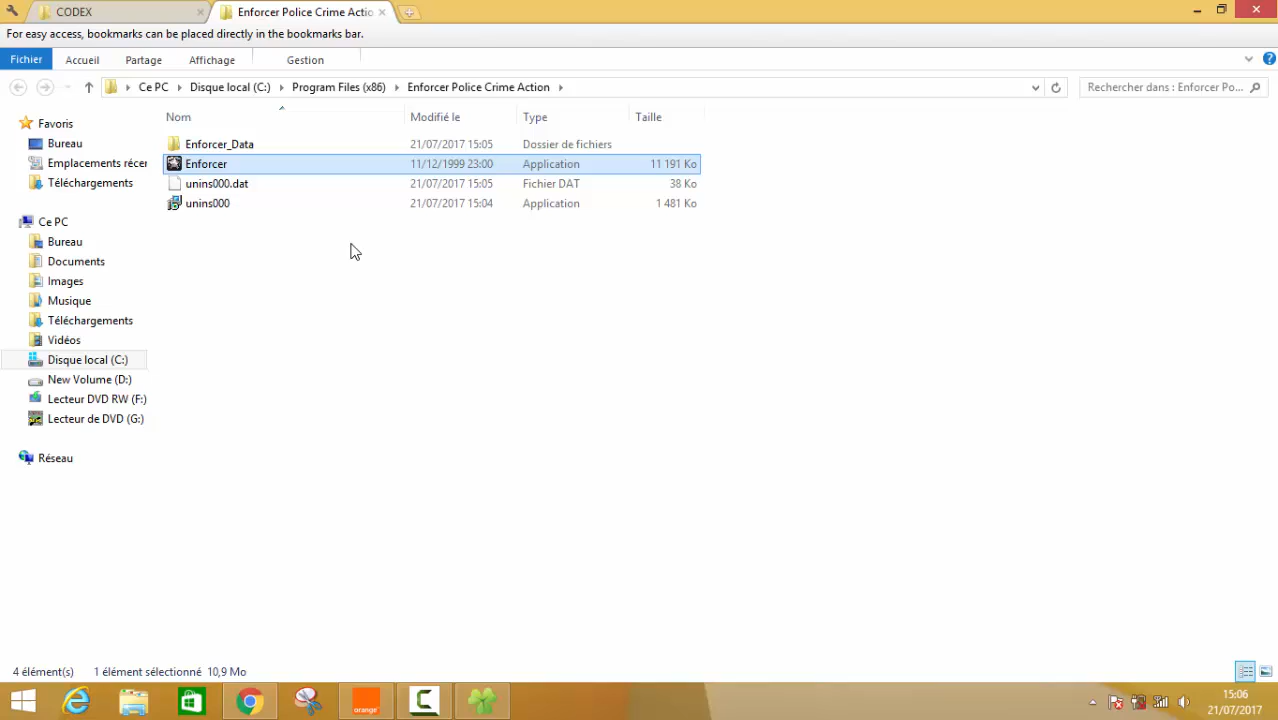 CODEX
Enforcer Police Crime Actio
For easy access, bookmarks can be placed directly in the bookmarks bar.
Fichier Accueil Partage Affichage Gestion
Ce PC Disque local (C:) Program Files (x86) Enforcer Police Crime Action
Rechercher dans : Enforcer Po...
Nom Modifié le Type Taille
Enforcer_Data 21/07/2017 15:05 Dossier de fichiers
Enforcer 11/12/1999 23:00 Application 11 191 Ko
unins000.dat 21/07/2017 15:05 Fichier DAT 38 Ko
unins000 21/07/2017 15:04 Application 1 481 Ko
Favoris
Bureau
Emplacements récer
Téléchargements
Ce PC
Bureau
Documents
Images
Musique
Téléchargements
Vidéos
Disque local (C:)
New Volume (D:)
Lecteur DVD RW (F:)
Lecteur de DVD (G:)
Réseau
4 élément(s) 1 élément sélectionné 10,9 Mo
orange
15:06
21/07/2017